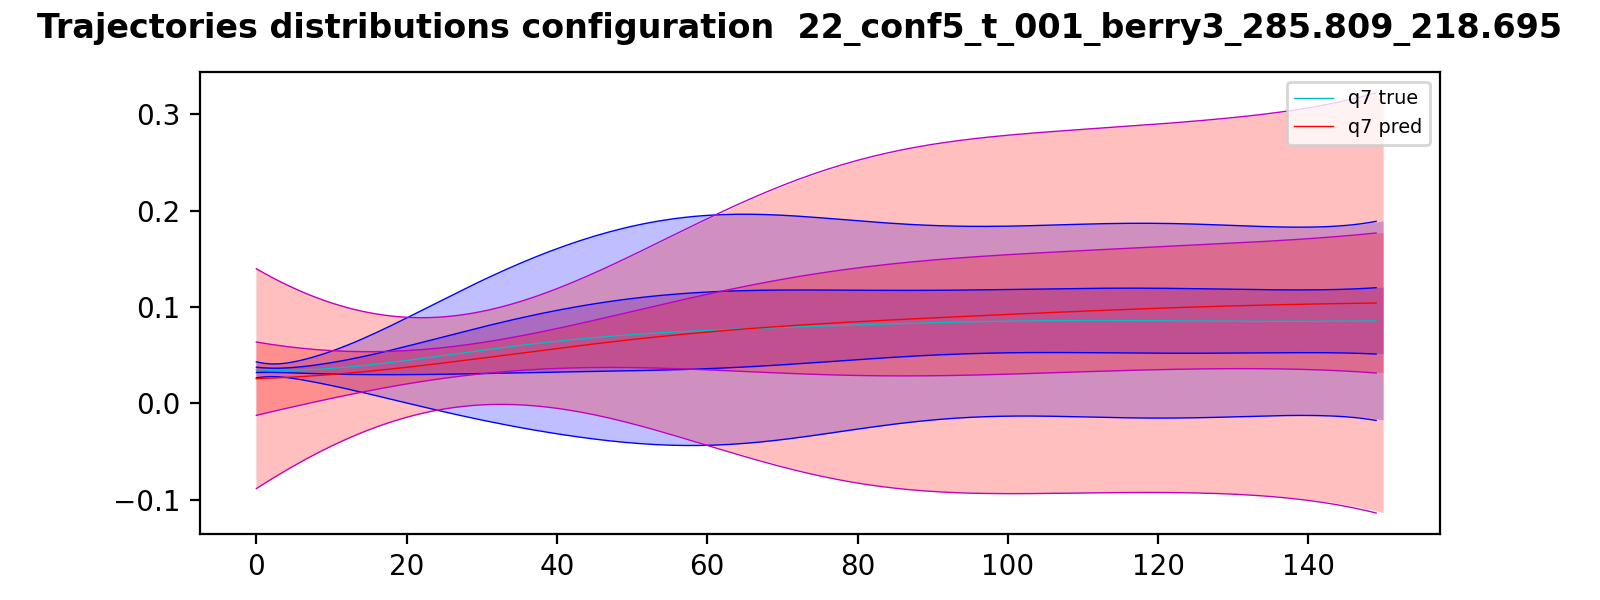 Trajectories distributions configuration  22_conf5_t_001_berry3_285.809_218.695
q7 true
q7 pred
0.3
0.2
0.1
0.0
−0.1
0 20 40 60 80 100 120 140